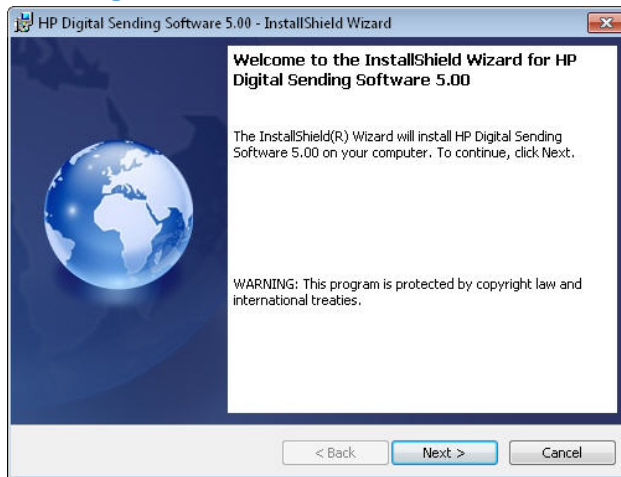 HP Digital Sending Software 5.00 - InstallShield Wizard
Welcome to the InstallShield Wizard for HP
Digital Sending Software 5.00
The InstallShield(R) Wizard will install HP Digital Sending
Software 5.00 on your computer. To continue, click Next.
WARNING: This program is protected by copyright law and
international treaties.
< Back
Next >
Cancel